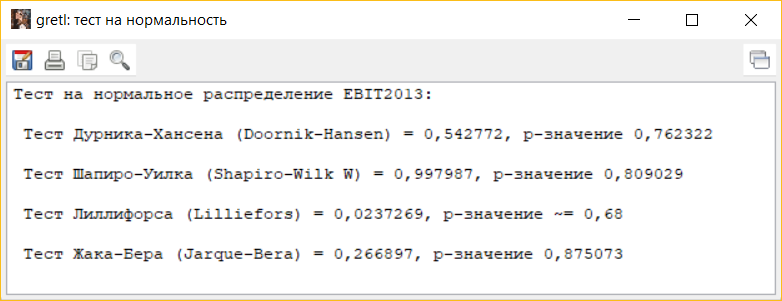 gretl: тест на нормальность
Тест на нормальное распределение EBIT2013:
Тест Дурника-Хансена (Doornik-Hansen) = 0,542772, р-значение 0,762322
Тест Шапиро-Уилка (Shapiro-Wilk W) = 0,997987, р-значение 0,809029
Тест Лиллифорса (Lilliefors) = 0,0237269, р-значение ~= 0,68
Тест Жака-Бера (Jarque-Bera) = 0,266897, р-значение 0,875073